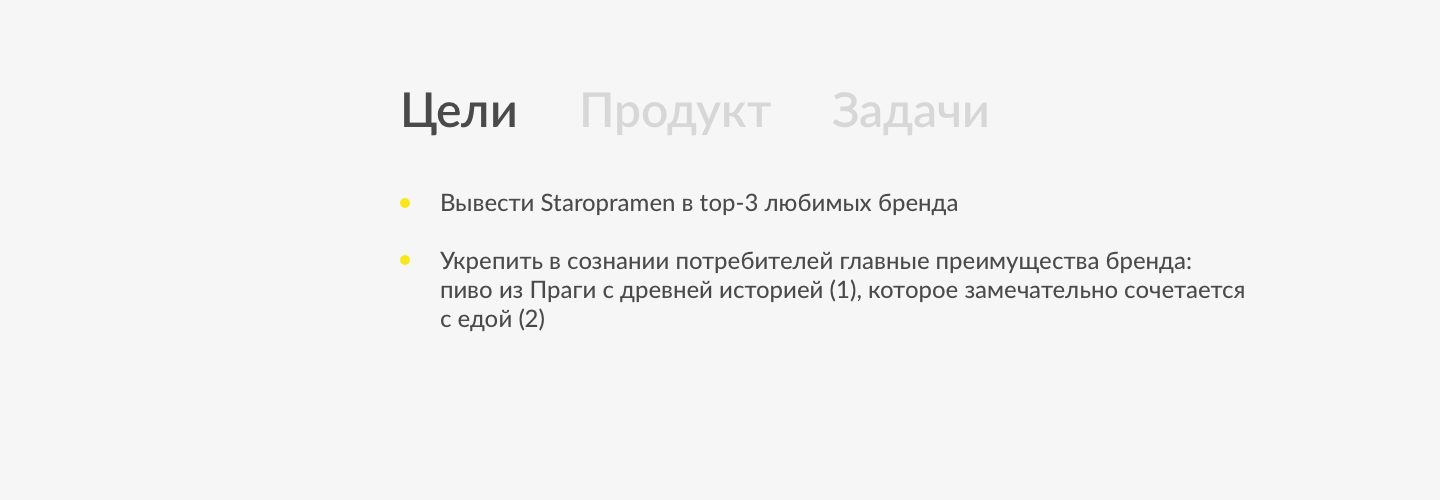 Цели Продукт Задачи
Вывести Staropramen в top-3 любимых бренда
Укрепить в сознании потребителей главные преимущества бренда:
пиво из Праги с древней историей (1), которое замечательно сочетается
с едой (2)